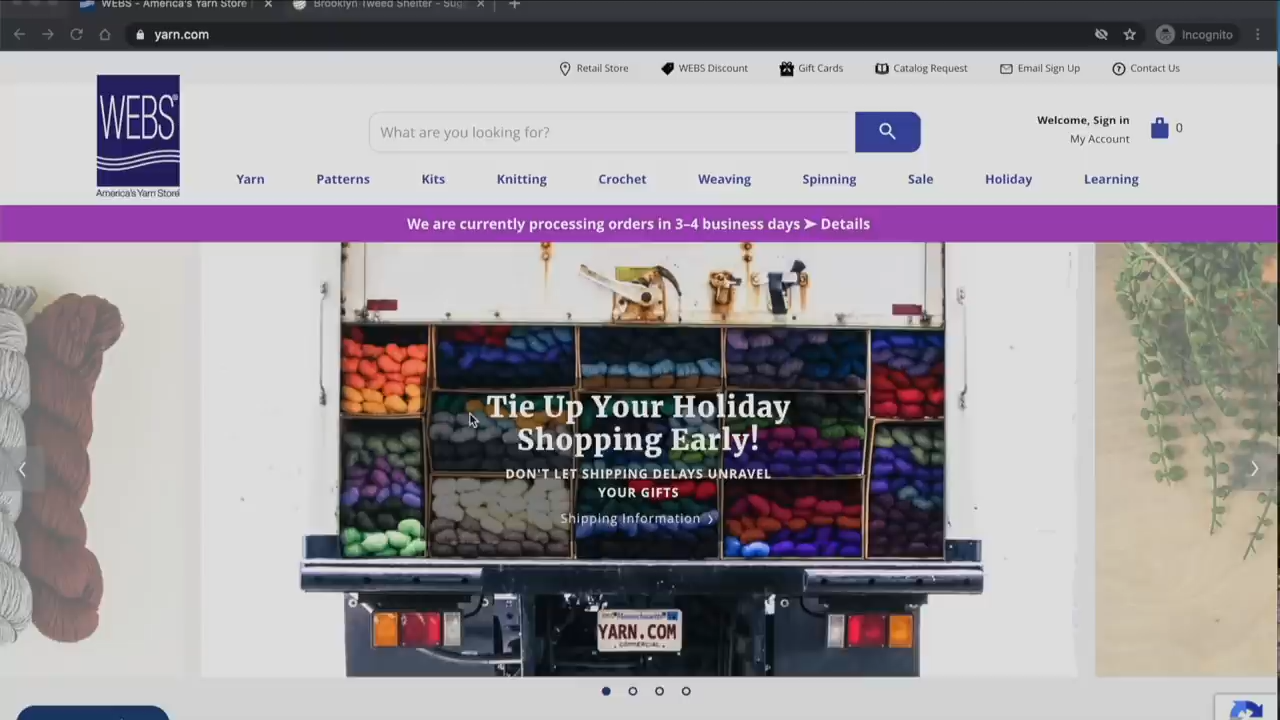 WEBS - America's Yarn Store
Brooklyn Tweed Shelter - Sug
yarn.com
Incognito
Retail Store
WEBS Discount
Gift Cards
Catalog Request
Email Sign Up
Contact Us
WEBS®
America's Yarn Store
What are you looking for?
Welcome, Sign in
My Account
0
Yarn
Patterns
Kits
Knitting
Crochet
Weaving
Spinning
Sale
Holiday
Learning
We are currently processing orders in 3–4 business days ➤ Details
Tie Up Your Holiday
Shopping Early!
DON'T LET SHIPPING DELAYS UNRAVEL
YOUR GIFTS
Shipping Information ›
Massachusetts
YARN.COM
COMMERCIAL